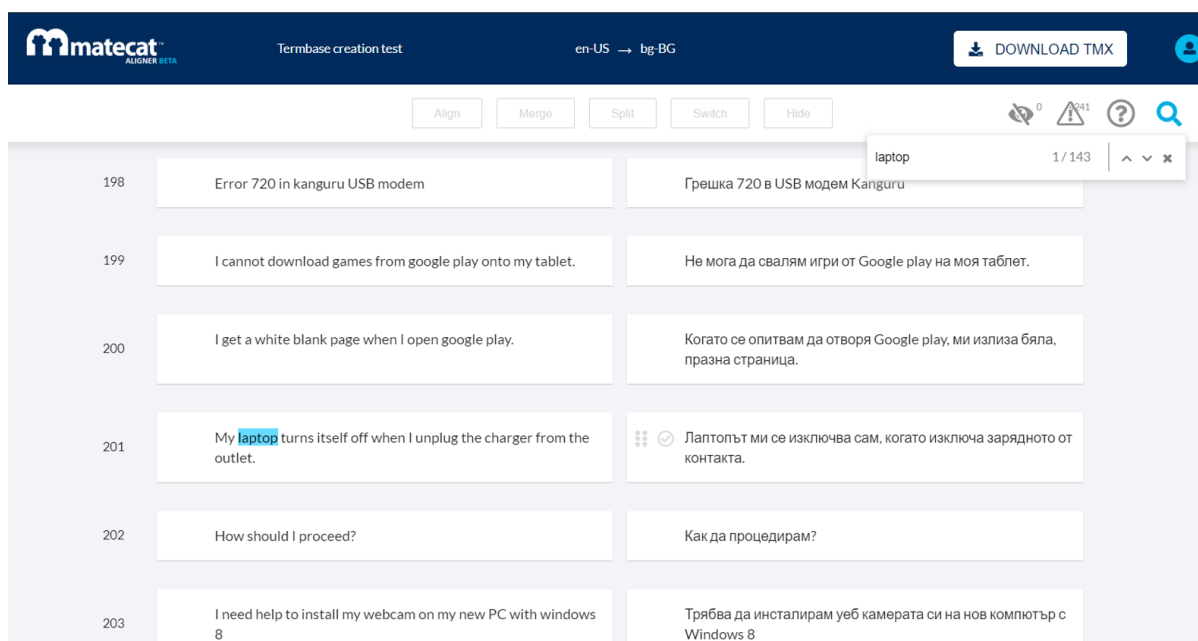 matecat™
ALIGNER BETA
Termbase creation test
en-US → bg-BG
DOWNLOAD TMX
Align
Merge
Split
Switch
Hide
0
241
?
laptop
1 / 143
198
Error 720 in kanguru USB modem
Грешка 720 в USB модем Kanguru
199
I cannot download games from google play onto my tablet.
Не мога да свалям игри от Google play на моя таблет.
200
I get a white blank page when I open google play.
Когато се опитвам да отворя Google play, ми излиза бяла,
празна страница.
201
My laptop turns itself off when I unplug the charger from the
outlet.
Лаптопът ми се изключва сам, когато изключа зарядното от
контакта.
202
How should I proceed?
Как да процедирам?
203
I need help to install my webcam on my new PC with windows
8
Трябва да инсталирам уеб камерата си на нов компютър с
Windows 8